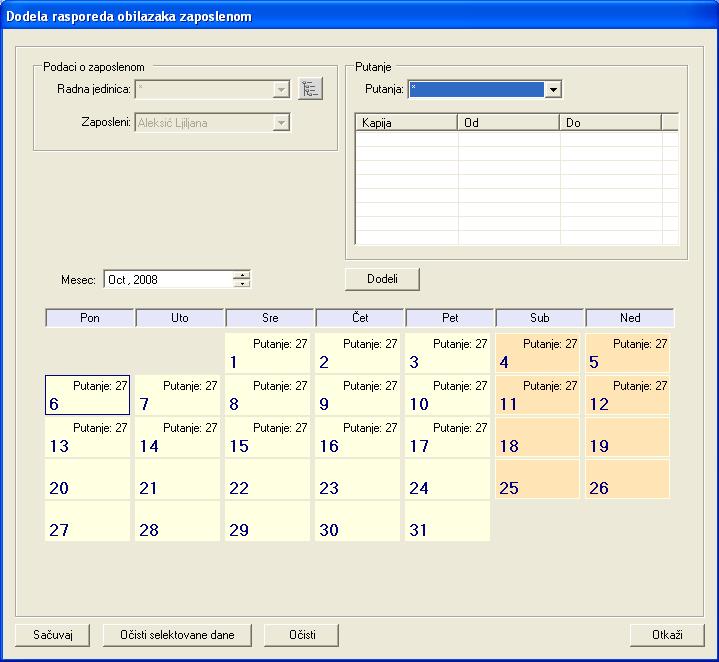 Dodela rasporeda obilazaka zaposlenom
Podaci o zaposlenom
Radna jedinica: *
Zaposleni: Aleksić Ljiljana
Putanje
Putanja: *
Kapija Od Do
Mesec: Oct , 2008
Dodeli
Pon Uto Sre Čet Pet Sub Ned
Putanje: 27 Putanje: 27 Putanje: 27 Putanje: 27 Putanje: 27
1 2 3 4 5
Putanje: 27 Putanje: 27 Putanje: 27 Putanje: 27 Putanje: 27 Putanje: 27 Putanje: 27
6 7 8 9 10 11 12
Putanje: 27 Putanje: 27 Putanje: 27 Putanje: 27 Putanje: 27
13 14 15 16 17 18 19
20 21 22 23 24 25 26
27 28 29 30 31
Sačuvaj Očisti selektovane dane Očisti Otkaži